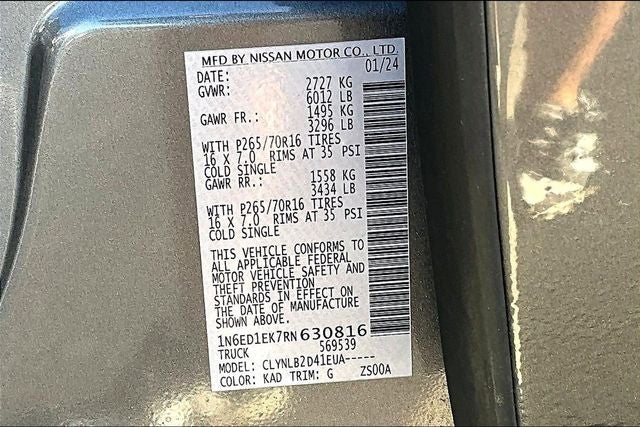 MFD BY NISSAN MOTOR CO., LTD.
DATE: 01/24
GVWR: 2727 KG
6012 LB
GAWR FR.: 1495 KG
3296 LB
WITH P265/70R16 TIRES
16 X 7.0 RIMS AT 35 PSI
COLD SINGLE
GAWR RR.: 1558 KG
3434 LB
WITH P265/70R16 TIRES
16 X 7.0 RIMS AT 35 PSI
COLD SINGLE
THIS VEHICLE CONFORMS TO
ALL APPLICABLE FEDERAL
MOTOR VEHICLE SAFETY AND
THEFT PREVENTION
STANDARDS IN EFFECT ON
THE DATE OF MANUFACTURE
SHOWN ABOVE.
1N6ED1EK7RN630816
TRUCK 569539
MODEL: CLYNLB2D41EUA-----
COLOR: KAD TRIM: G ZS00A